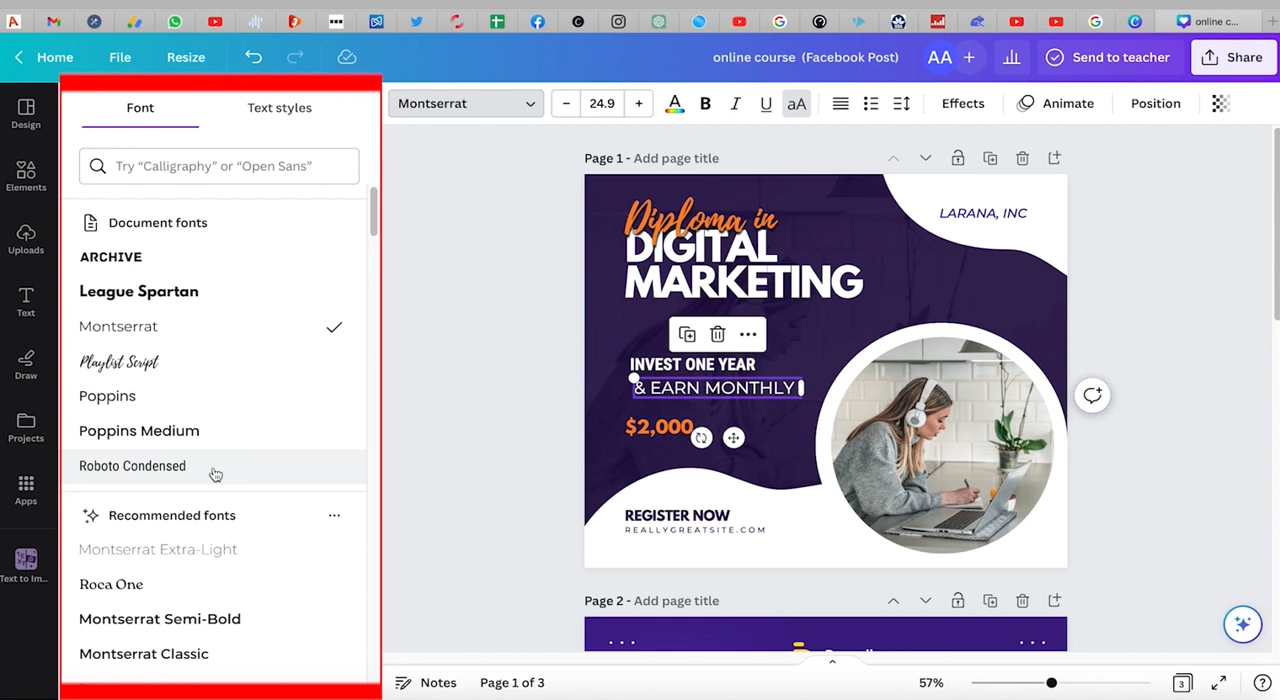 online c...
Home File Resize
online course (Facebook Post) AA + Send to teacher Share
Design
Elements
Uploads
Text
Draw
Projects
Apps
Text to Im...
Font Text styles
Try “Calligraphy” or “Open Sans”
Document fonts
ARCHIVE
League Spartan
Montserrat
Playlist Script
Poppins
Poppins Medium
Roboto Condensed
Recommended fonts ...
Montserrat Extra-Light
Roca One
Montserrat Semi-Bold
Montserrat Classic
Montserrat – 24.9 + A B I U aA Effects Animate Position
Page 1 - Add page title
Diploma in
DIGITAL
MARKETING
LARANA, INC
INVEST ONE YEAR
& EARN MONTHLY
$2,000
REGISTER NOW
REALLYGREATSITE.COM
Page 2 - Add page title
Notes Page 1 of 3 57% 3 ?